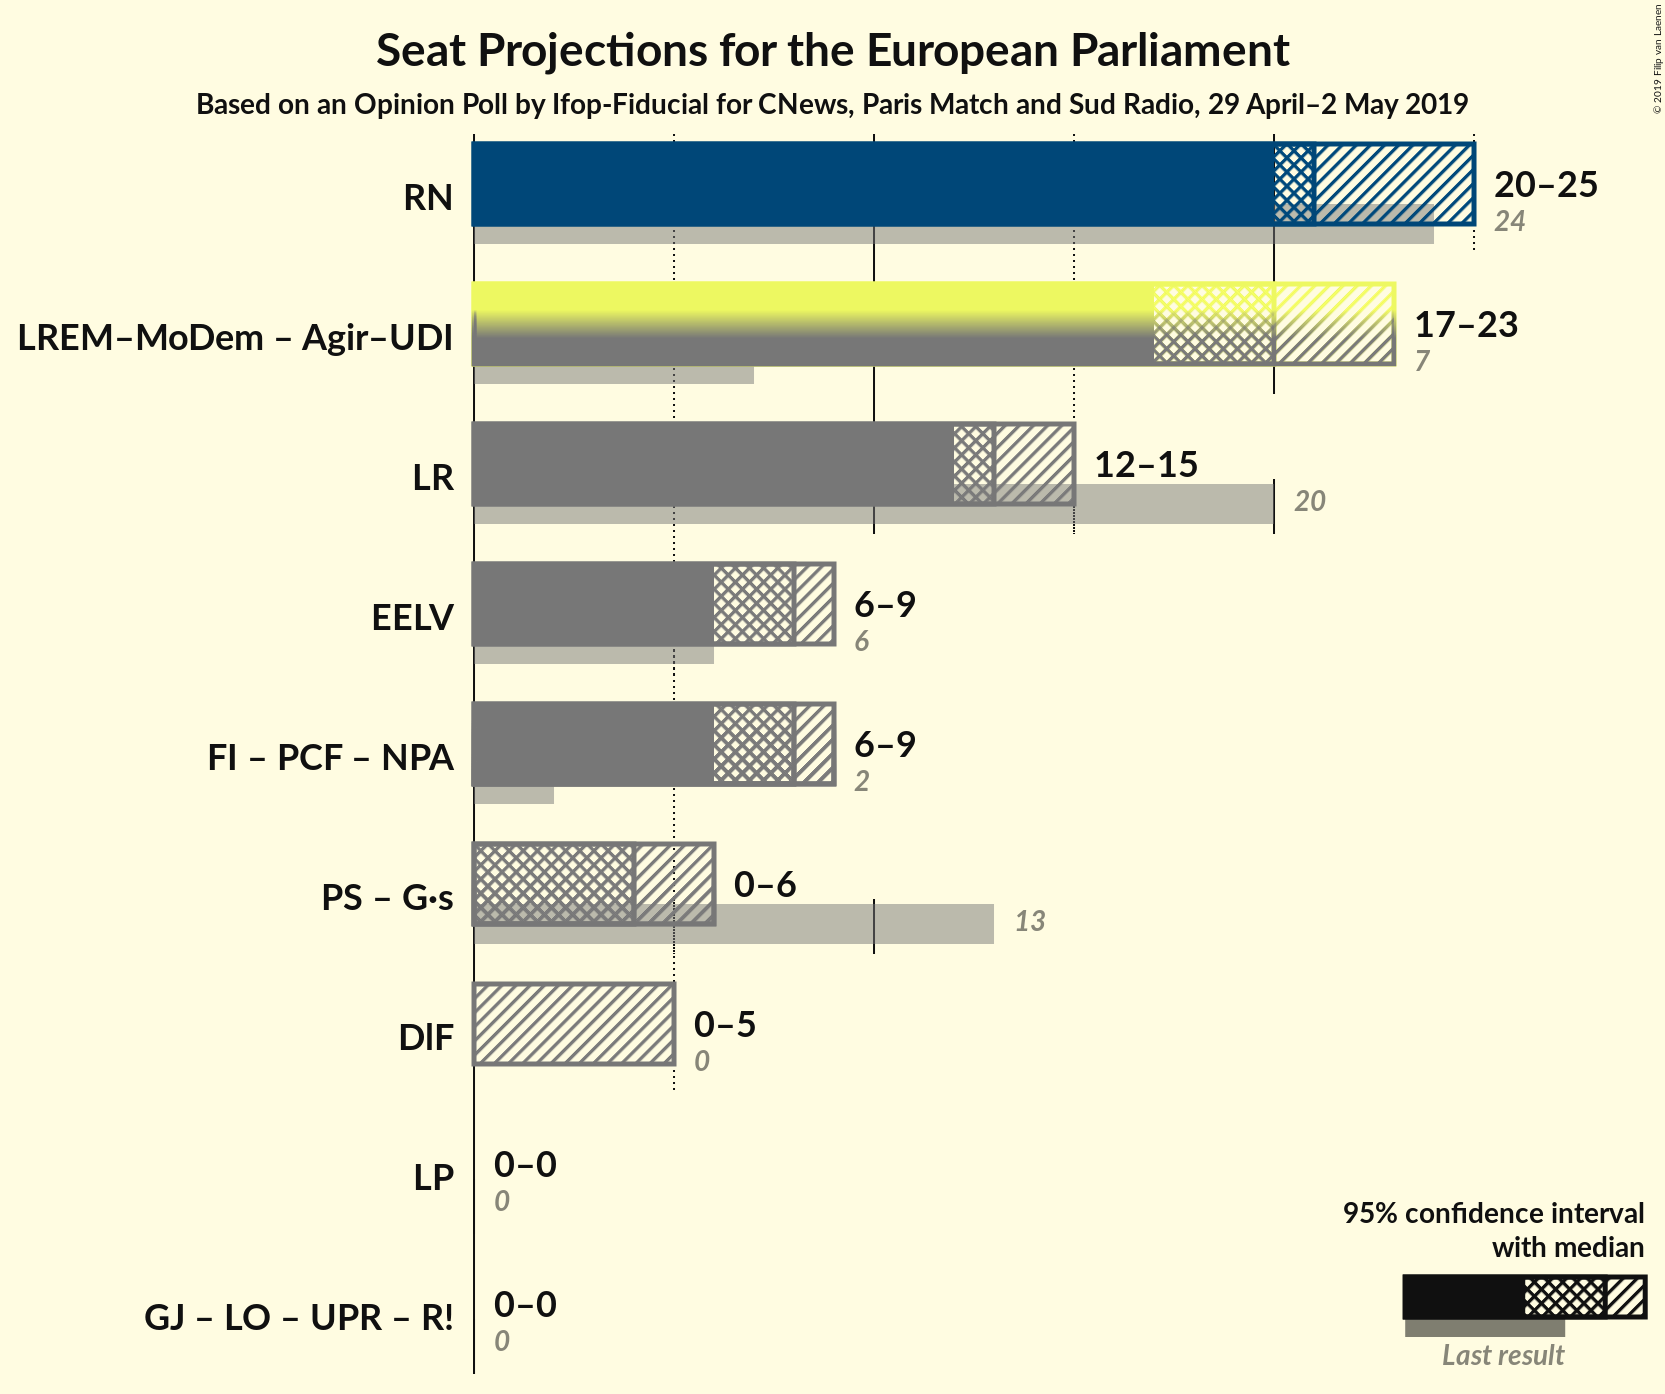 Seat Projections for the European Parliament
Based on an Opinion Poll by Ifop-Fiducial for CNews, Paris Match and Sud Radio, 29 April–2 May 2019
© 2019 Filip van Laenen
RN
20–25
24
LREM–MoDem – Agir–UDI
17–23
7
LR
12–15
20
EELV
6–9
6
FI – PCF – NPA
6–9
2
PS – G·s
0–6
13
DlF
0–5
0
LP
0–0
0
GJ – LO – UPR – R!
0–0
0
95% confidence interval
with median
Last result